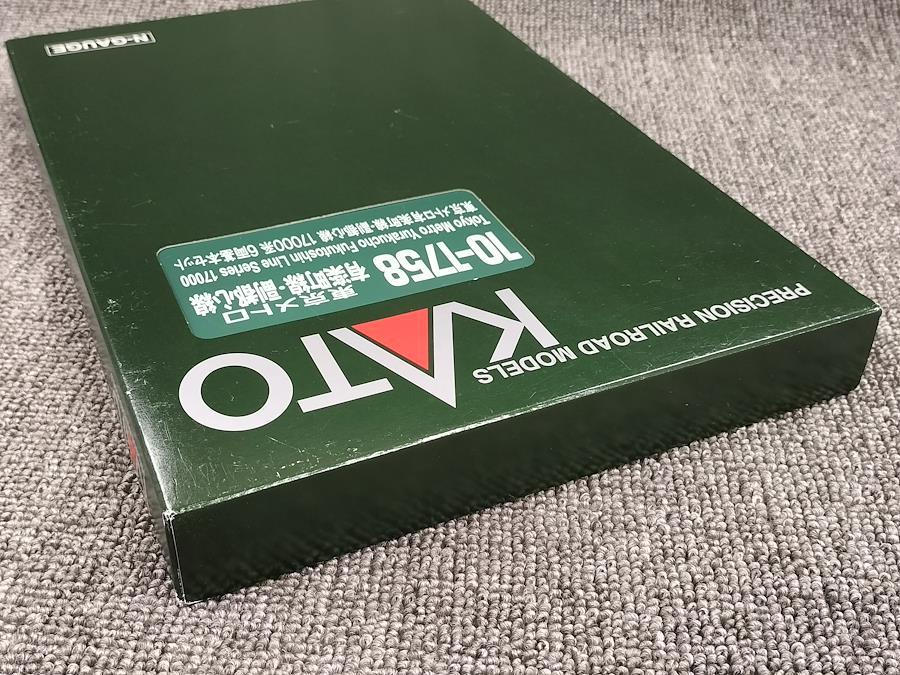 PRECISION RAILROAD MODELS
KATO
10-1758
東京メトロ
有楽町線・副都心線
Tokyo Metro Yurakucho Fukutoshin Line Series 17000
東京メトロ有楽町線・副都心線 17000系 6両基本セット
N-GAUGE